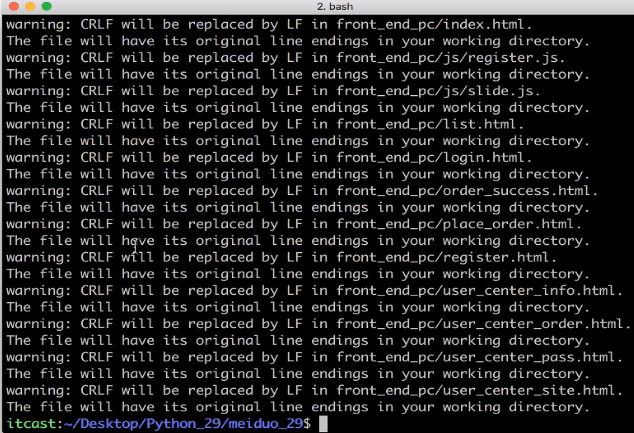 2. bash
warning: CRLF will be replaced by LF in front_end_pc/index.html.
The file will have its original line endings in your working directory.
warning: CRLF will be replaced by LF in front_end_pc/js/register.js.
The file will have its original line endings in your working directory.
warning: CRLF will be replaced by LF in front_end_pc/js/slide.js.
The file will have its original line endings in your working directory.
warning: CRLF will be replaced by LF in front_end_pc/list.html.
The file will have its original line endings in your working directory.
warning: CRLF will be replaced by LF in front_end_pc/login.html.
The file will have its original line endings in your working directory.
warning: CRLF will be replaced by LF in front_end_pc/order_success.html.
The file will have its original line endings in your working directory.
warning: CRLF will be replaced by LF in front_end_pc/place_order.html.
The file will have its original line endings in your working directory.
warning: CRLF will be replaced by LF in front_end_pc/register.html.
The file will have its original line endings in your working directory.
warning: CRLF will be replaced by LF in front_end_pc/user_center_info.html.
The file will have its original line endings in your working directory.
warning: CRLF will be replaced by LF in front_end_pc/user_center_order.html.
The file will have its original line endings in your working directory.
warning: CRLF will be replaced by LF in front_end_pc/user_center_pass.html.
The file will have its original line endings in your working directory.
warning: CRLF will be replaced by LF in front_end_pc/user_center_site.html.
The file will have its original line endings in your working directory.
itcast:~/Desktop/Python_29/meiduo_29$